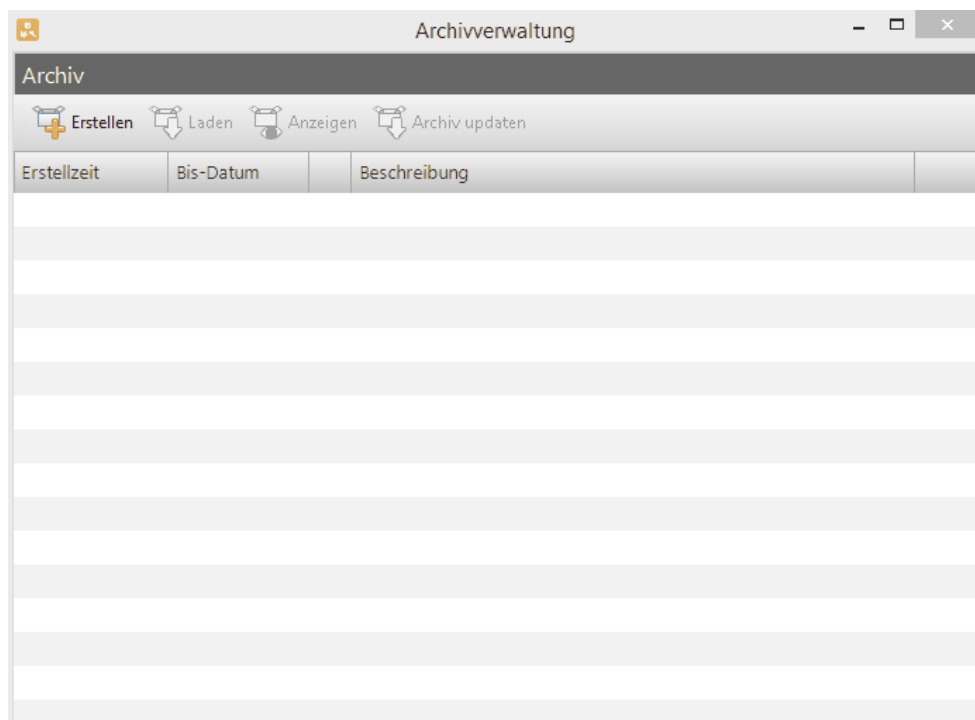 Archivverwaltung
Archiv
Erstellen Laden Anzeigen Archiv updaten
Erstellzeit Bis-Datum Beschreibung